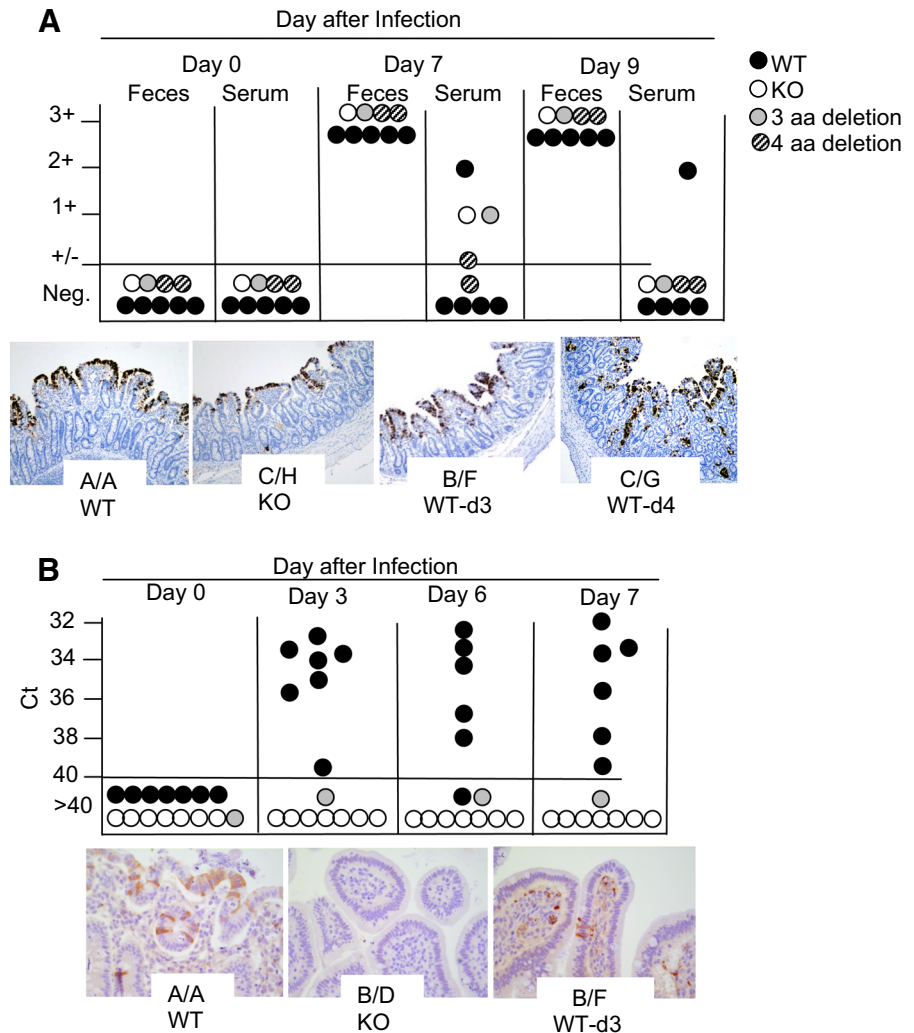 A
Day after Infection
Day 0 Day 7 Day 9
Feces Serum Feces Serum Feces Serum
WT
KO
3 aa deletion
4 aa deletion
3+
2+
1+
+/-
Neg.
A/A
WT
C/H
KO
B/F
WT-d3
C/G
WT-d4
B
Day after Infection
Day 0 Day 3 Day 6 Day 7
Ct
32
34
36
38
40
>40
A/A
WT
B/D
KO
B/F
WT-d3